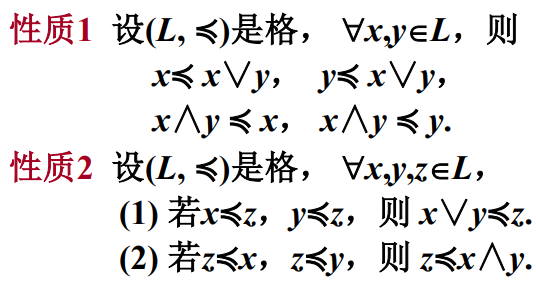 性质1 设(L, ≼)是格， ∀x,y∈L，则
x≼ x∨y， y≼ x∨y，
x∧y ≼ x， x∧y ≼ y.
性质2 设(L, ≼)是格，∀x,y,z∈L，
(1) 若x≼z，y≼z，则 x∨y≼z.
(2) 若z≼x，z≼y，则 z≼x∧y.